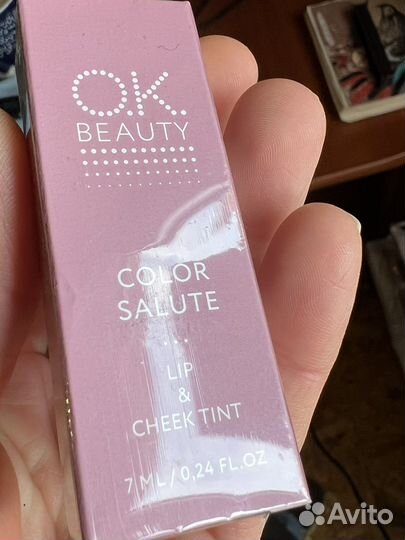 O.K.
BEAUTY
COLOR
SALUTE
LIP
&
CHEEK TINT
7 ML / 0,24 FL.OZ
Avito